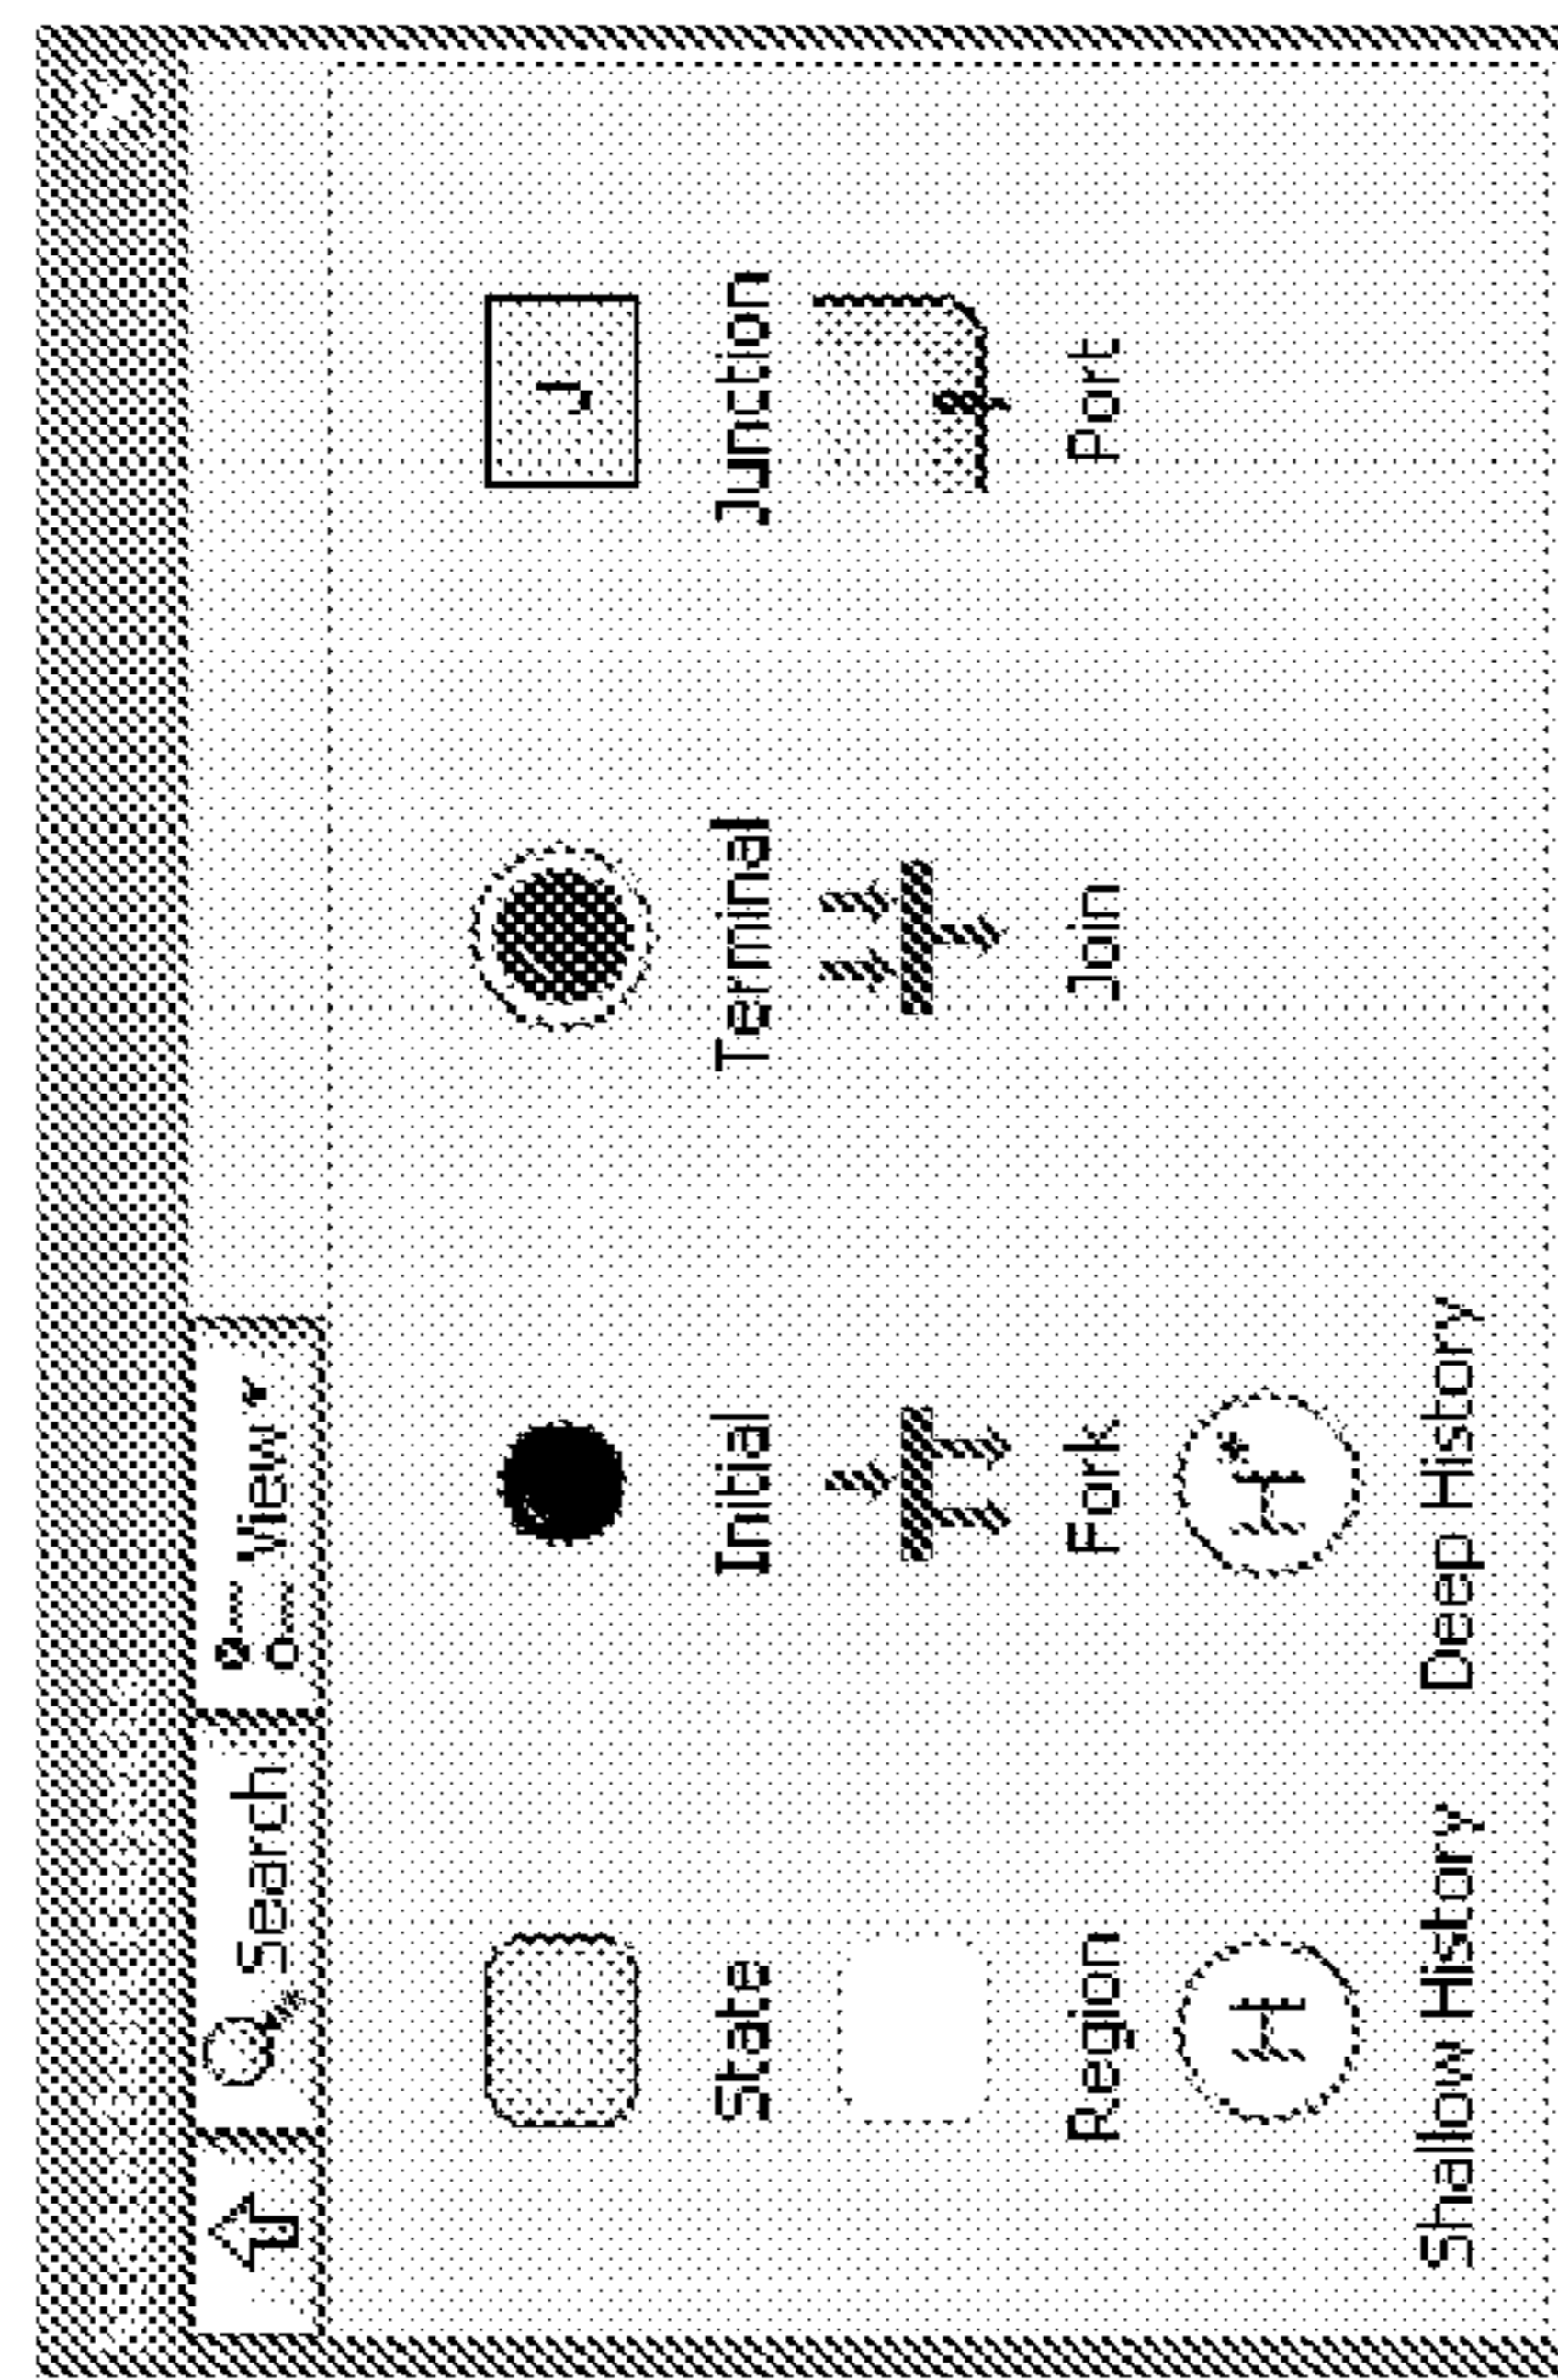 Search View
J
State Initial Terminal Junction
Region Fork Join Port
H H*
Shallow History Deep History